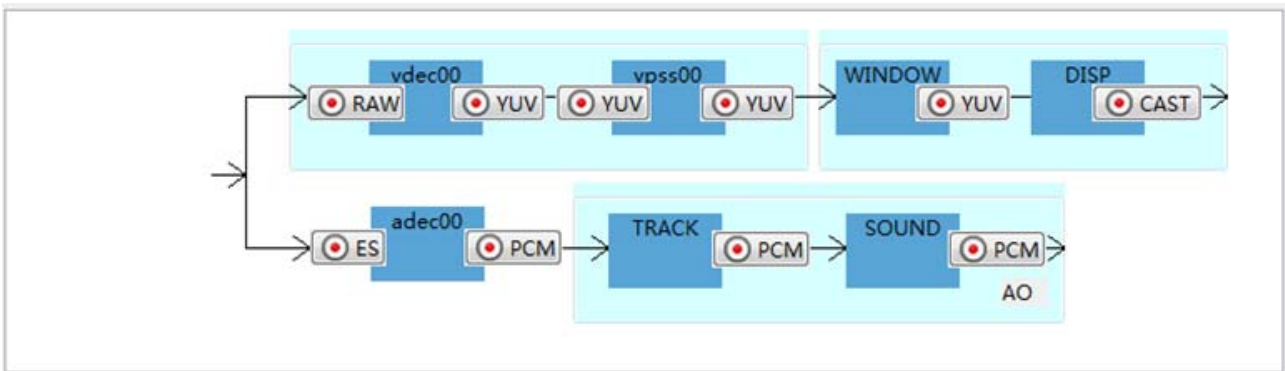 vdec00
vpss00
WINDOW
DISP
RAW
YUV
YUV
YUV
YUV
CAST
adec00
TRACK
SOUND
ES
PCM
PCM
PCM
AO